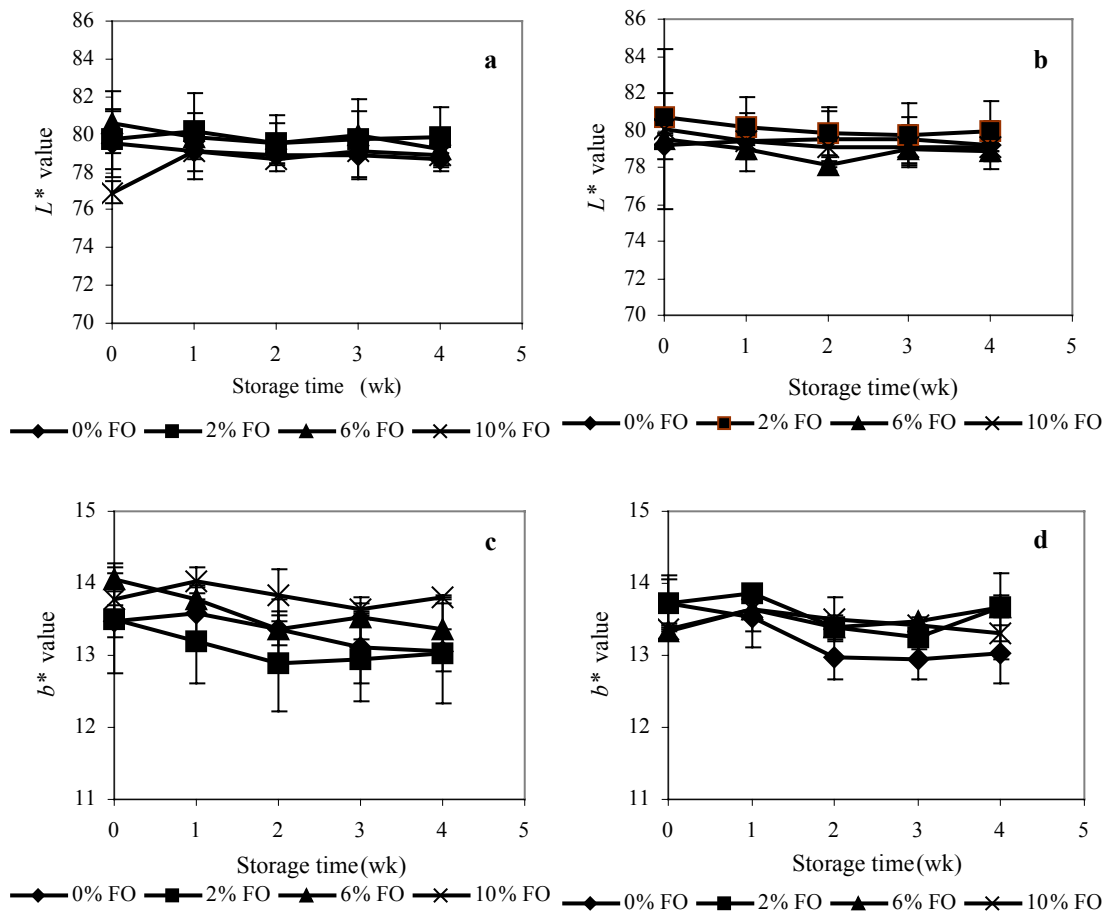 86
84
82
80
78
76
74
72
70
L* value
a
0 1 2 3 4 5
Storage time (wk)
0% FO 2% FO 6% FO 10% FO
86
84
82
80
78
76
74
72
70
L* value
b
0 1 2 3 4 5
Storage time (wk)
0% FO 2% FO 6% FO 10% FO
15
14
13
12
11
b* value
c
0 1 2 3 4 5
Storage time (wk)
0% FO 2% FO 6% FO 10% FO
15
14
13
12
11
b* value
d
0 1 2 3 4 5
Storage time (wk)
0% FO 2% FO 6% FO 10% FO